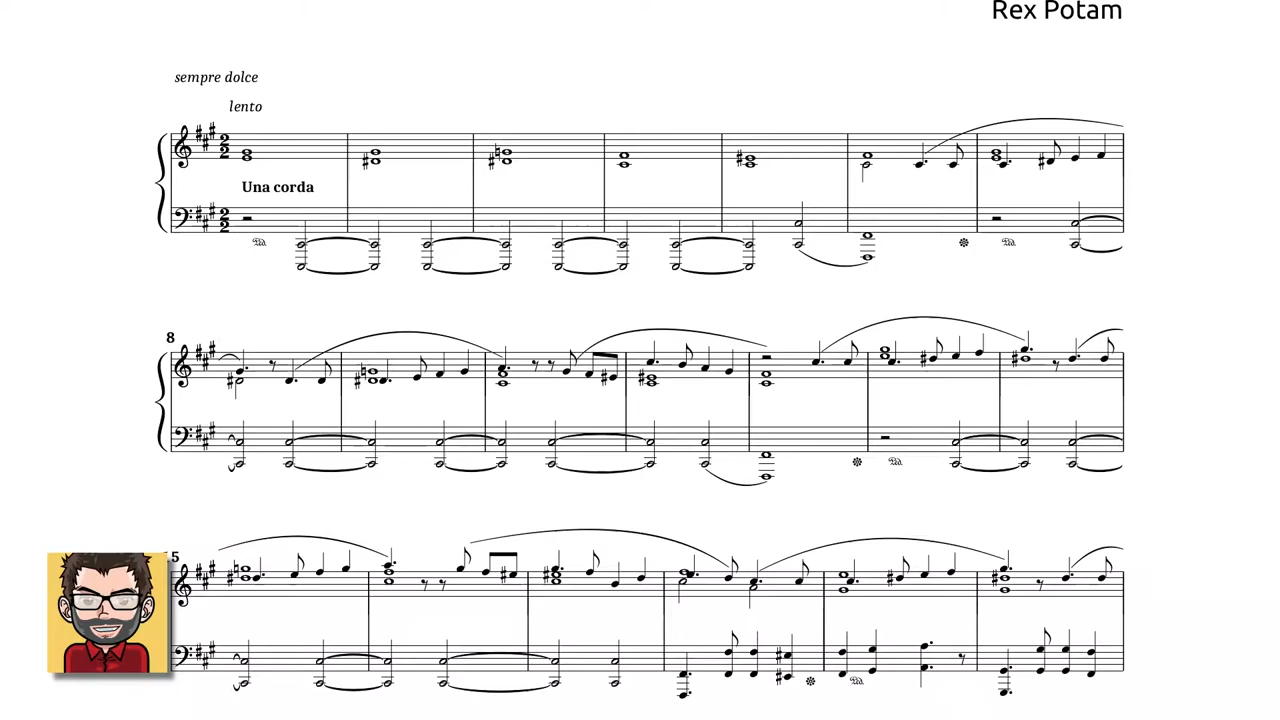 Rex Potam
sempre dolce
lento
Una corda
8
5